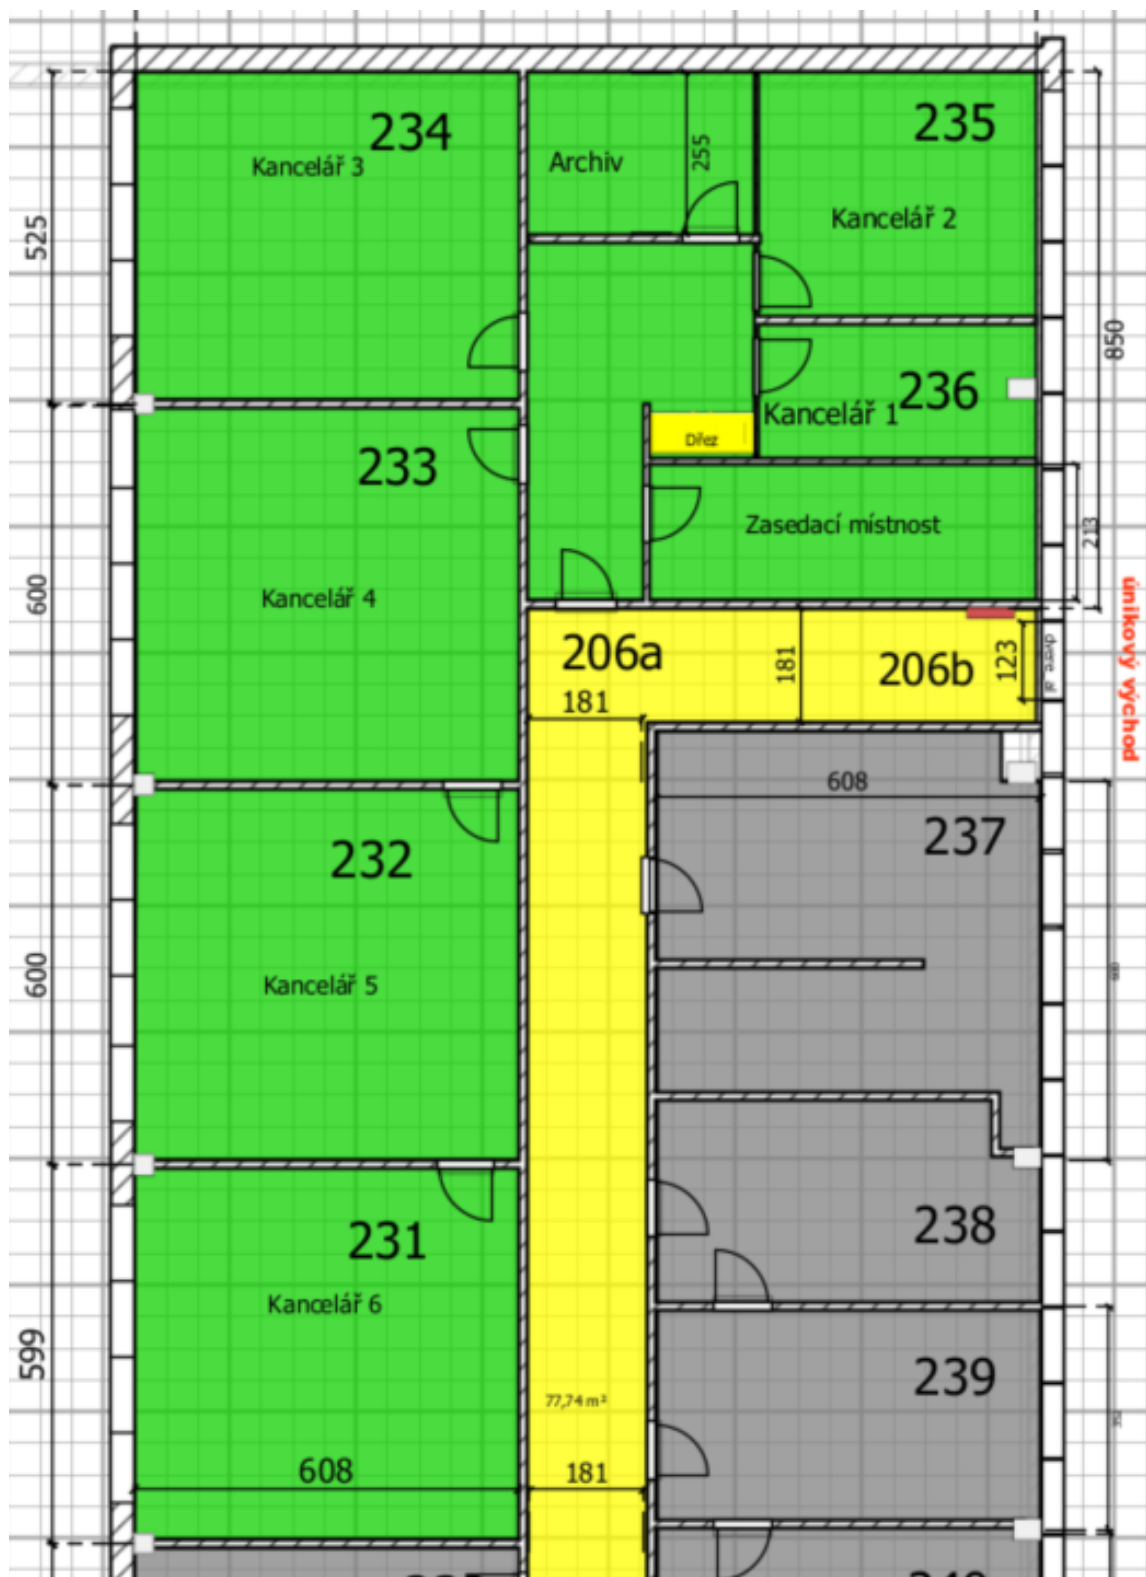 234
Kancelář 3
Archiv
255
235
Kancelář 2
525
850
236
Kancelář 1
Dřez
233
Zasedací místnost
213
Kancelář 4
600
206a
181
181
206b
123
únikový východ
608
237
232
Kancelář 5
600
600
231
Kancelář 6
238
599
239
77,74 m²
608
181